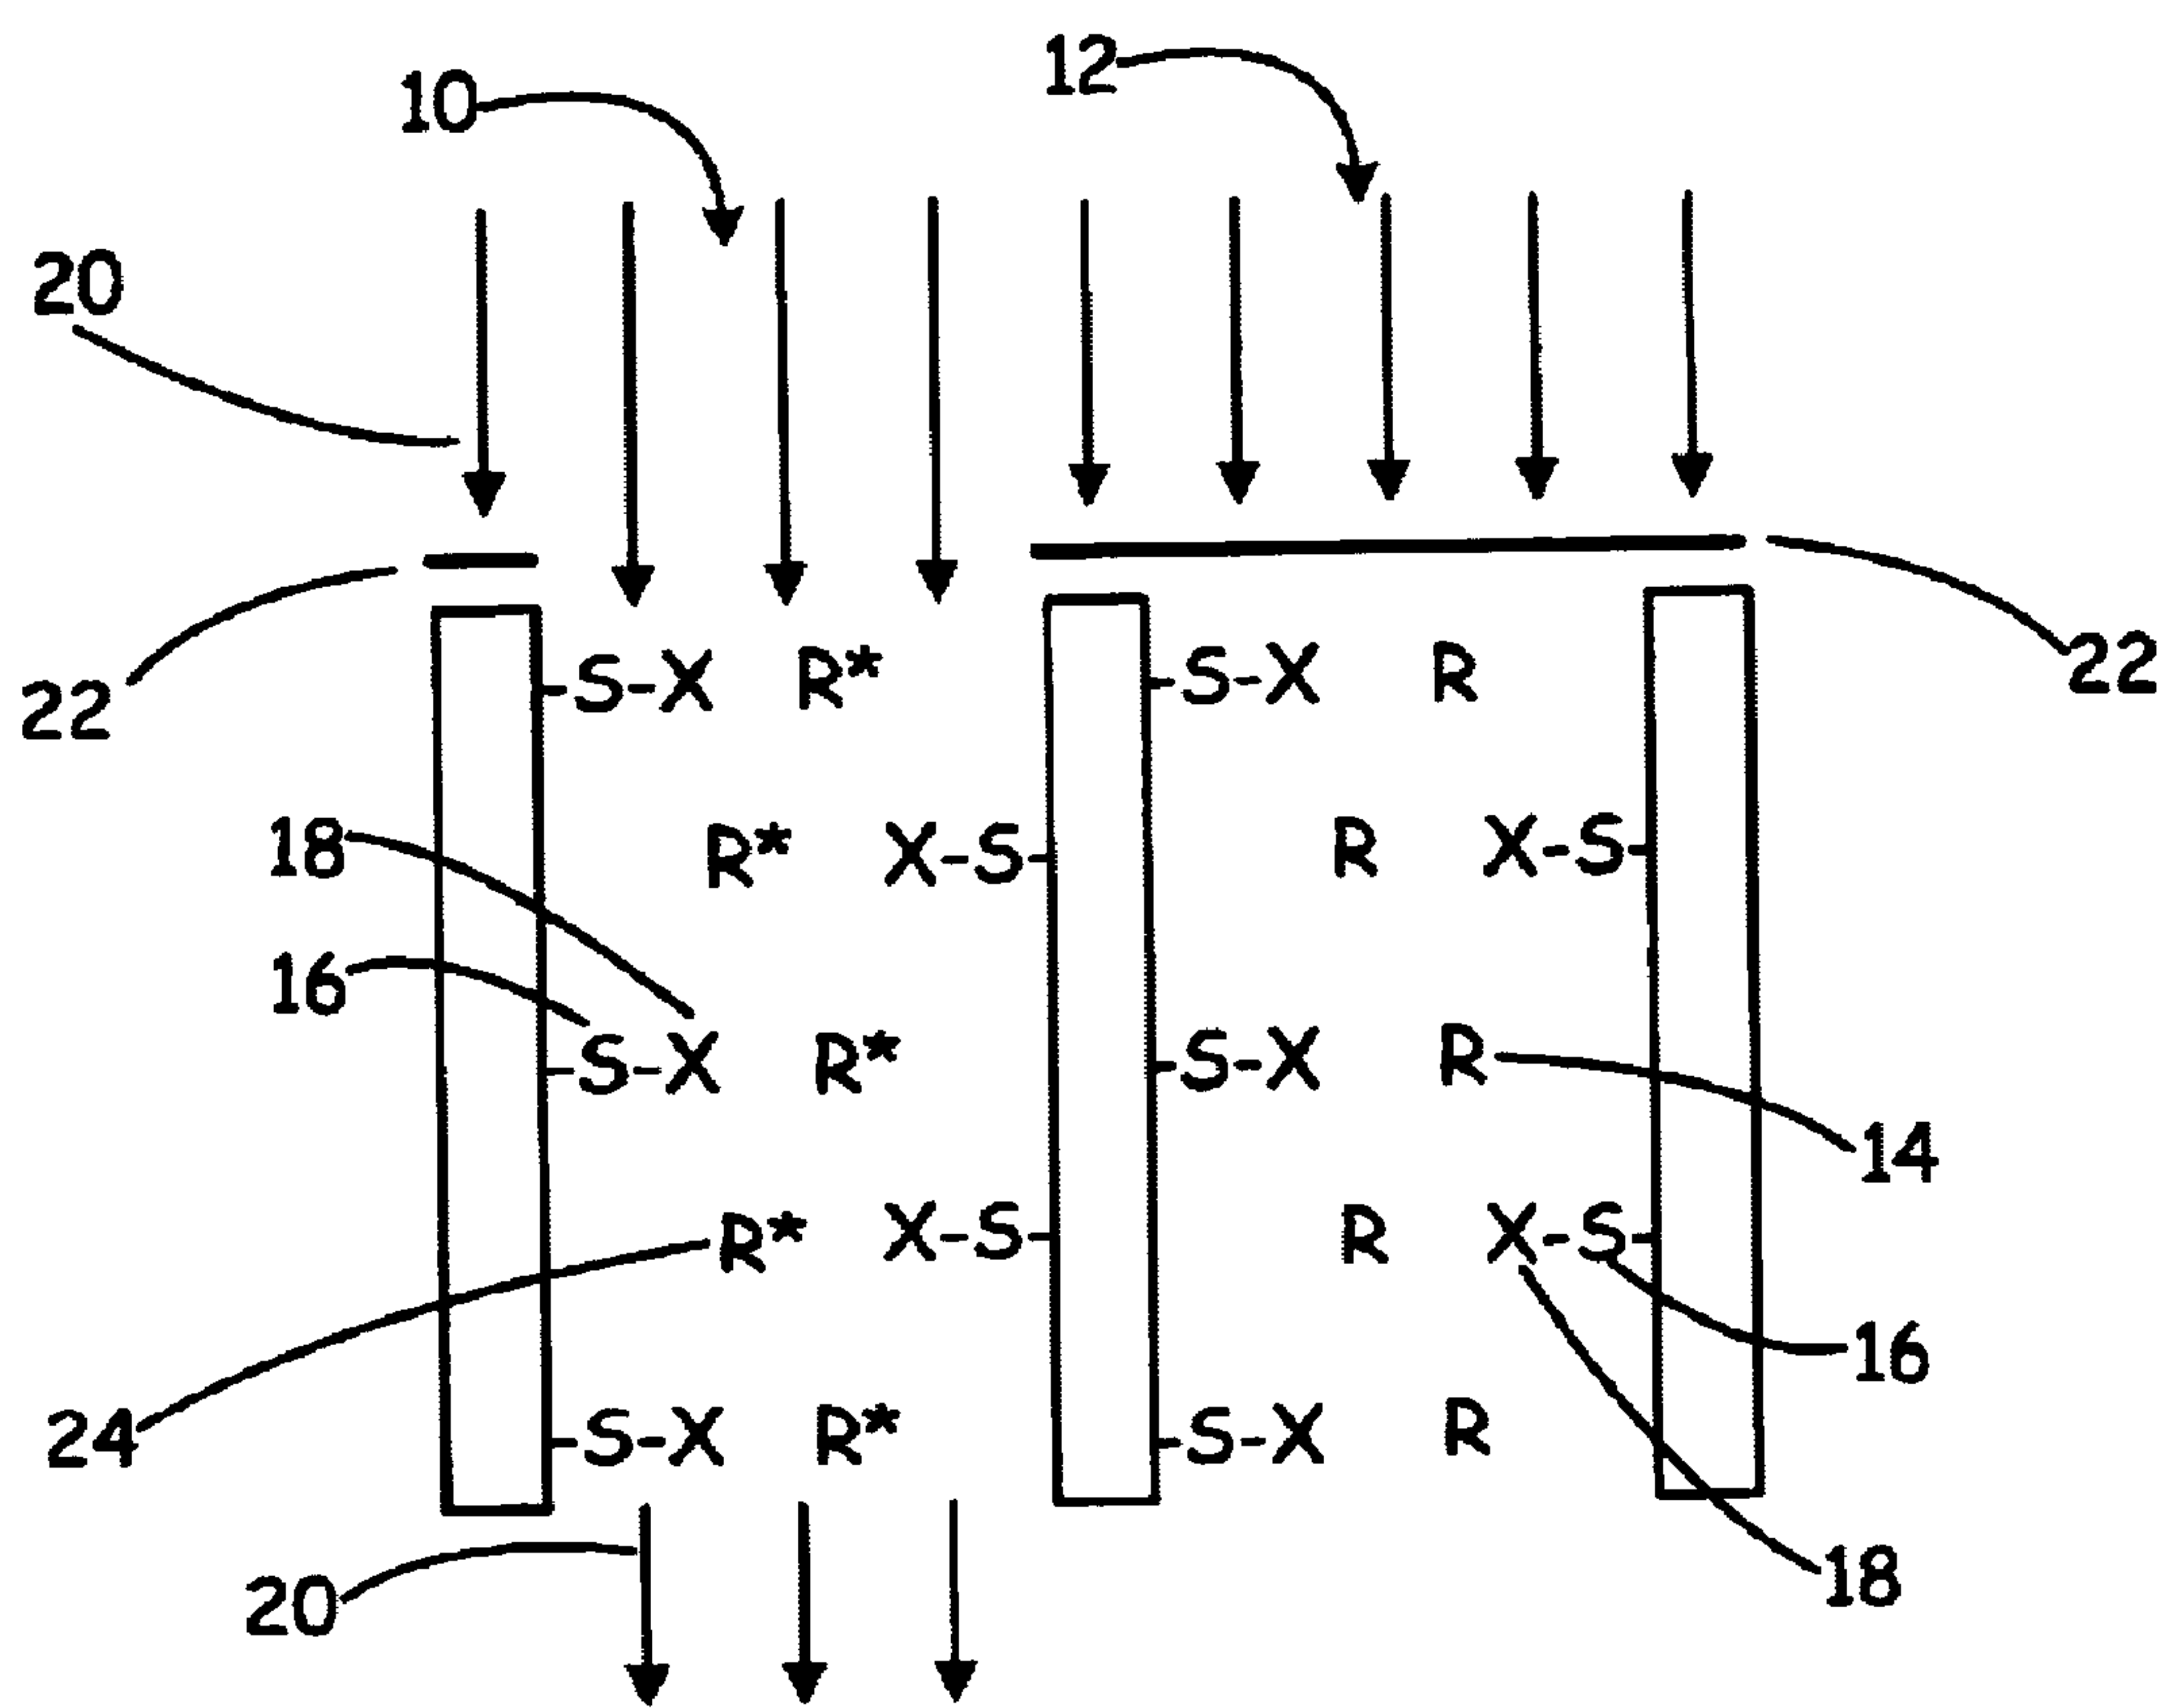 12
10
20
S-X R* S-X R
22
22
18 R* X-S R X-S
16
S-X R* S-X R
14
R* X-S R X-S
16
24 S-X R* S-X R
18
20